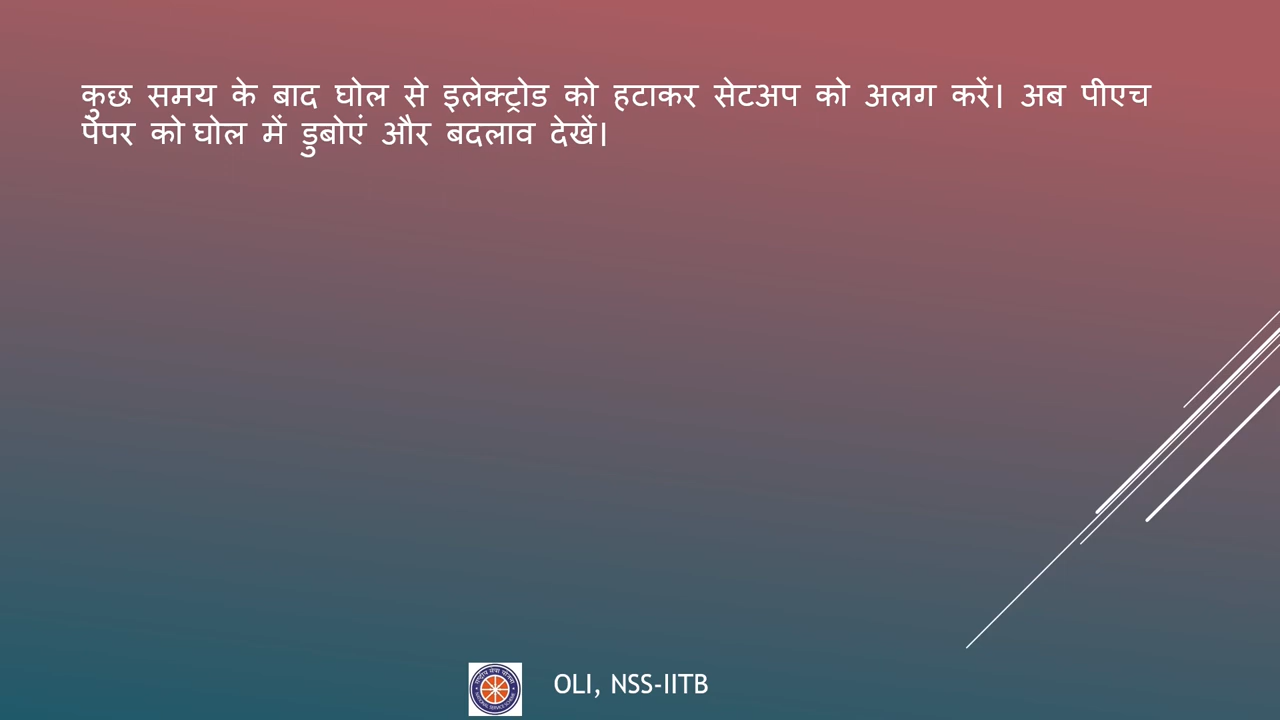 कुछ समय के बाद घोल से इलेक्ट्रोड को हटाकर सेटअप को अलग करें। अब पीएच
पेपर को घोल में डुबोएं और बदलाव देखें।
OLI, NSS-IITB